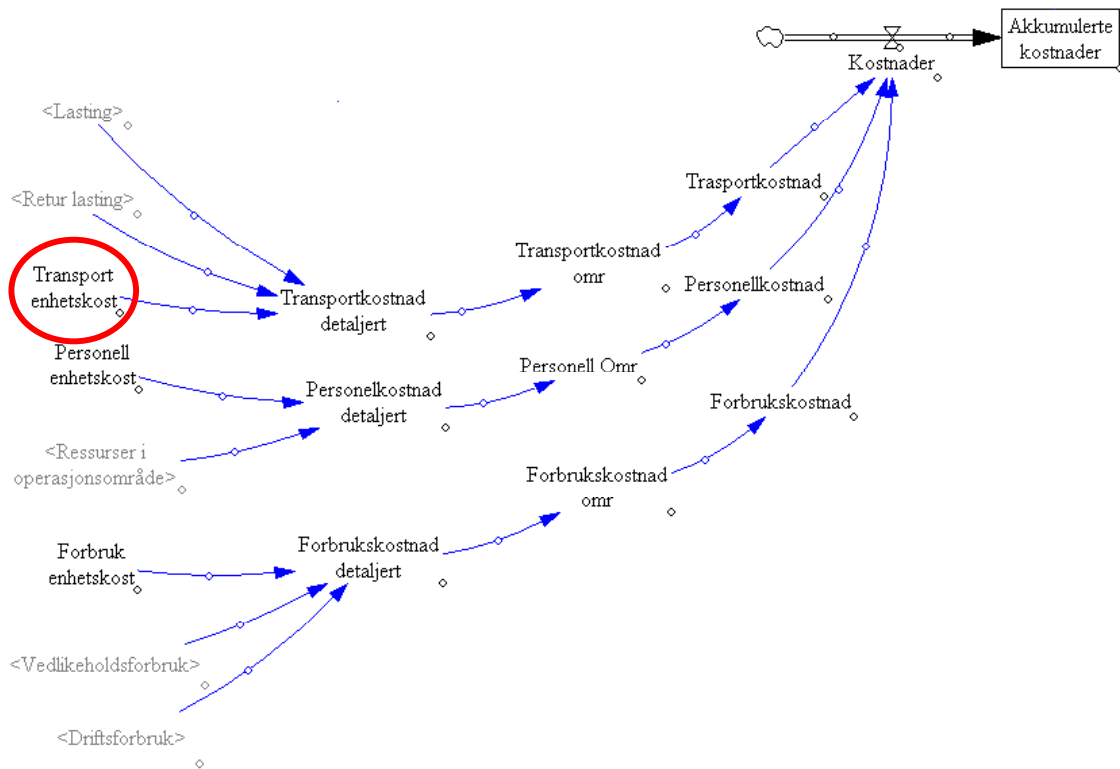 Akkumulerte
kostnader
Kostnader
<Lasting>
Trasportkostnad
<Retur lasting>
Transportkostnad
omr
Transport
enhetskost
Personellkostnad
Transportkostnad
detaljert
Personell
enhetskost
Personell Omr
Personelkostnad
detaljert
Forbrukskostnad
<Ressurser i
operasjonsområde>
Forbrukskostnad
omr
Forbruk
enhetskost
Forbrukskostnad
detaljert
<Vedlikeholdsforbruk>
<Driftsforbruk>